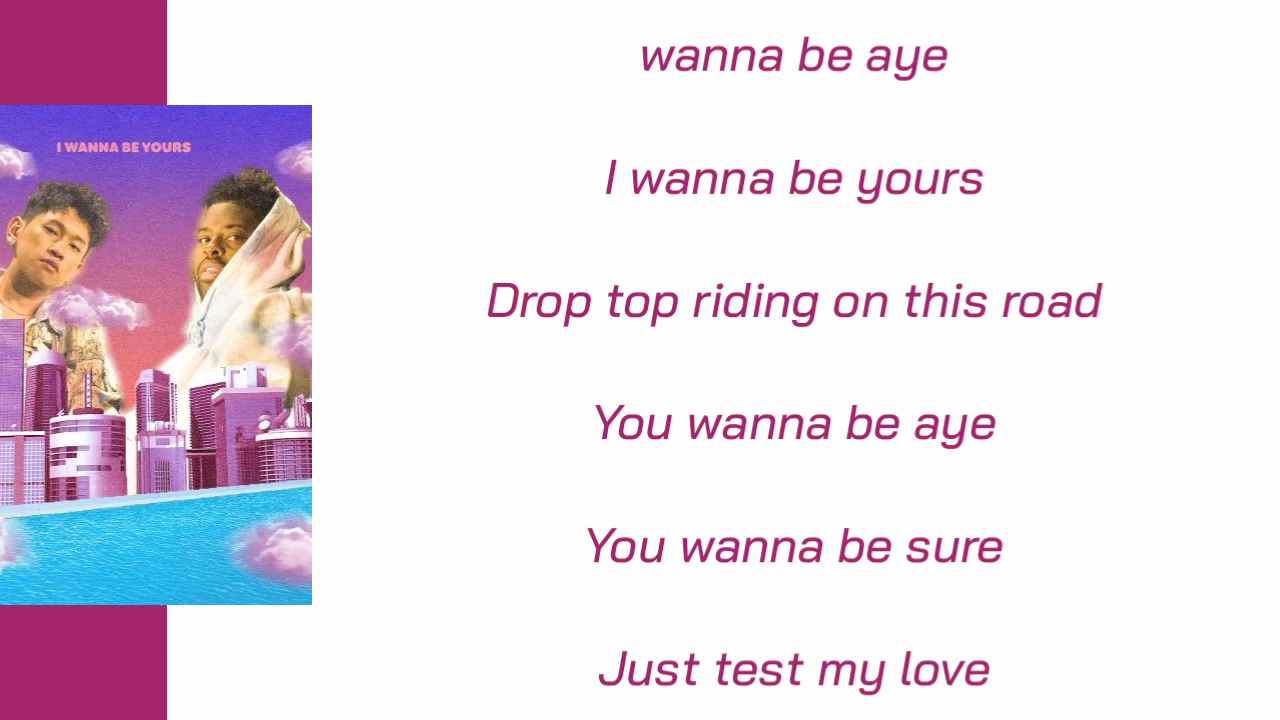 I WANNA BE YOURS
wanna be aye
I wanna be yours
Drop top riding on this road
You wanna be aye
You wanna be sure
Just test my love